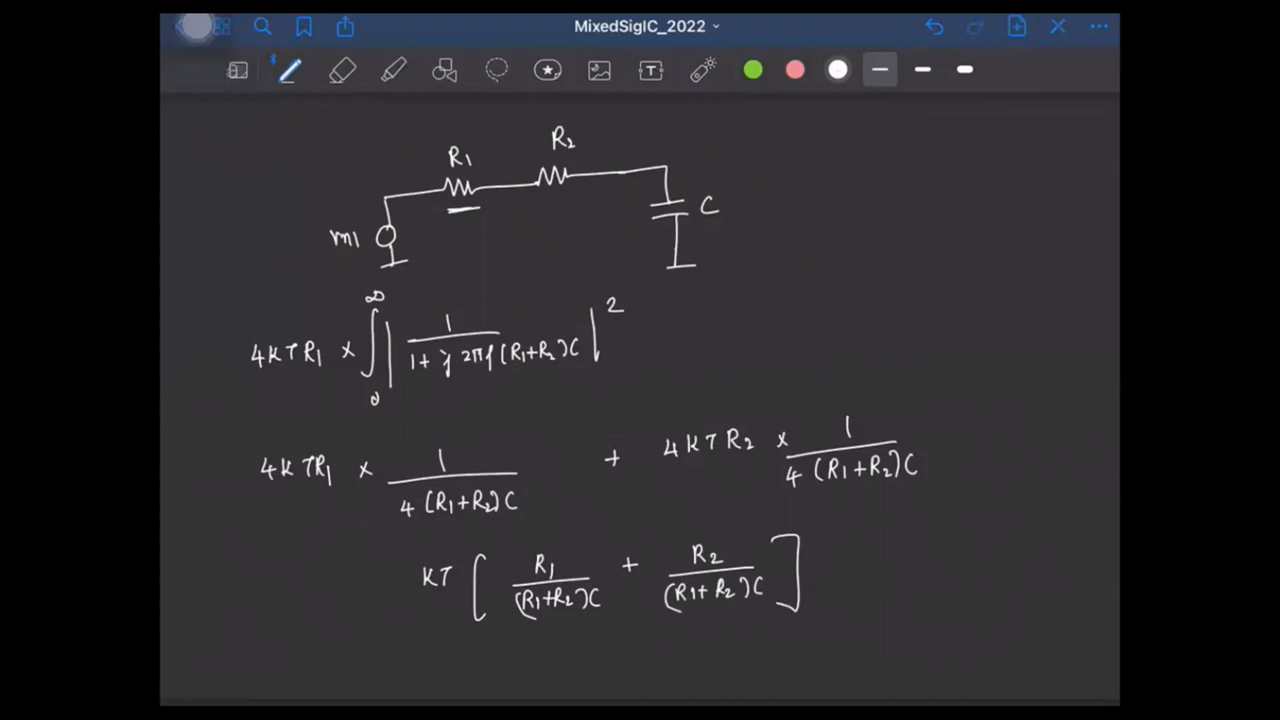 MixedSigIC_2022
R₁
R₂
vn1
C
4KTR₁ × ∫₀^∞ | 1 / (1 + j 2πf (R₁+R₂)C) |²
4KTR₁ × 1 / (4 (R₁+R₂)C) + 4KTR₂ × 1 / (4 (R₁+R₂)C)
KT [ R₁ / ((R₁+R₂)C) + R₂ / ((R₁+R₂)C) ]